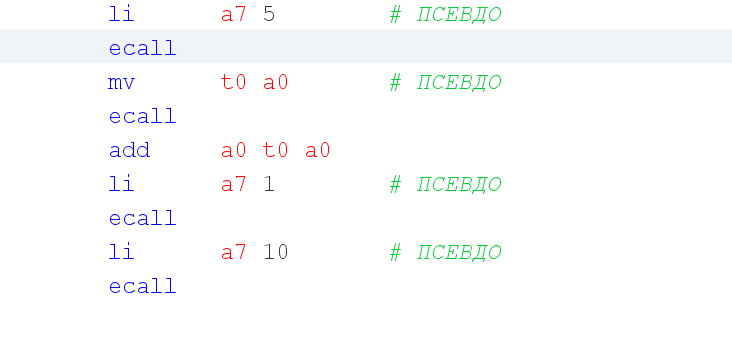 li a7 5 # ПСЕВДО
ecall
mv t0 a0 # ПСЕВДО
ecall
add a0 t0 a0
li a7 1 # ПСЕВДО
ecall
li a7 10 # ПСЕВДО
ecall